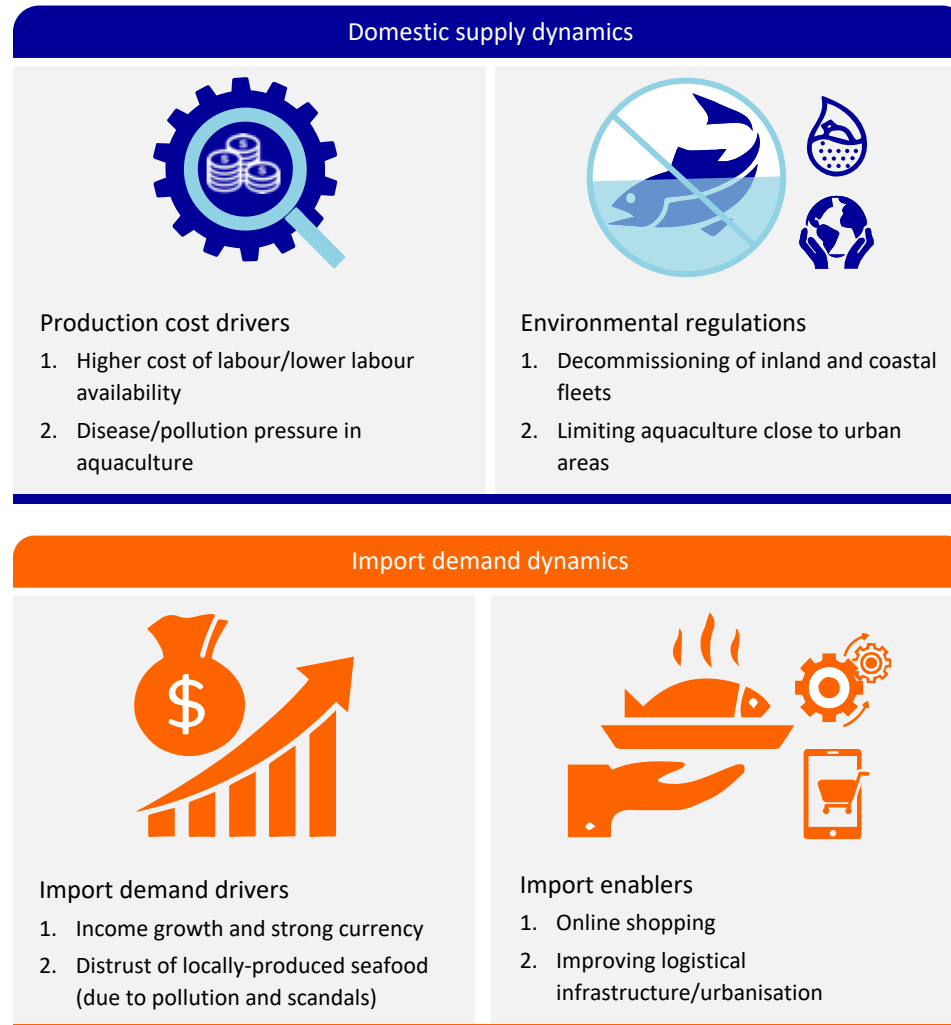 Domestic supply dynamics
Production cost drivers
1. Higher cost of labour/lower labour
availability
2. Disease/pollution pressure in
aquaculture
Environmental regulations
1. Decommissioning of inland and coastal
fleets
2. Limiting aquaculture close to urban
areas
Import demand dynamics
$
Import demand drivers
1. Income growth and strong currency
2. Distrust of locally-produced seafood
(due to pollution and scandals)
Import enablers
1. Online shopping
2. Improving logistical
infrastructure/urbanisation